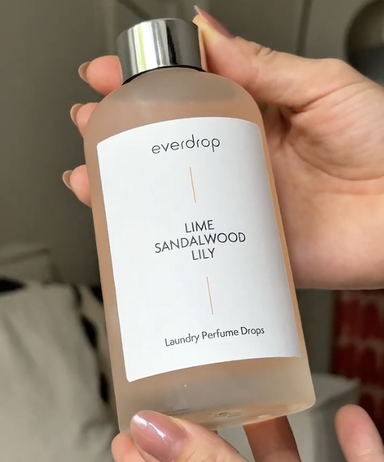 everdrop
LIME
SANDALWOOD
LILY
Laundry Perfume Drops